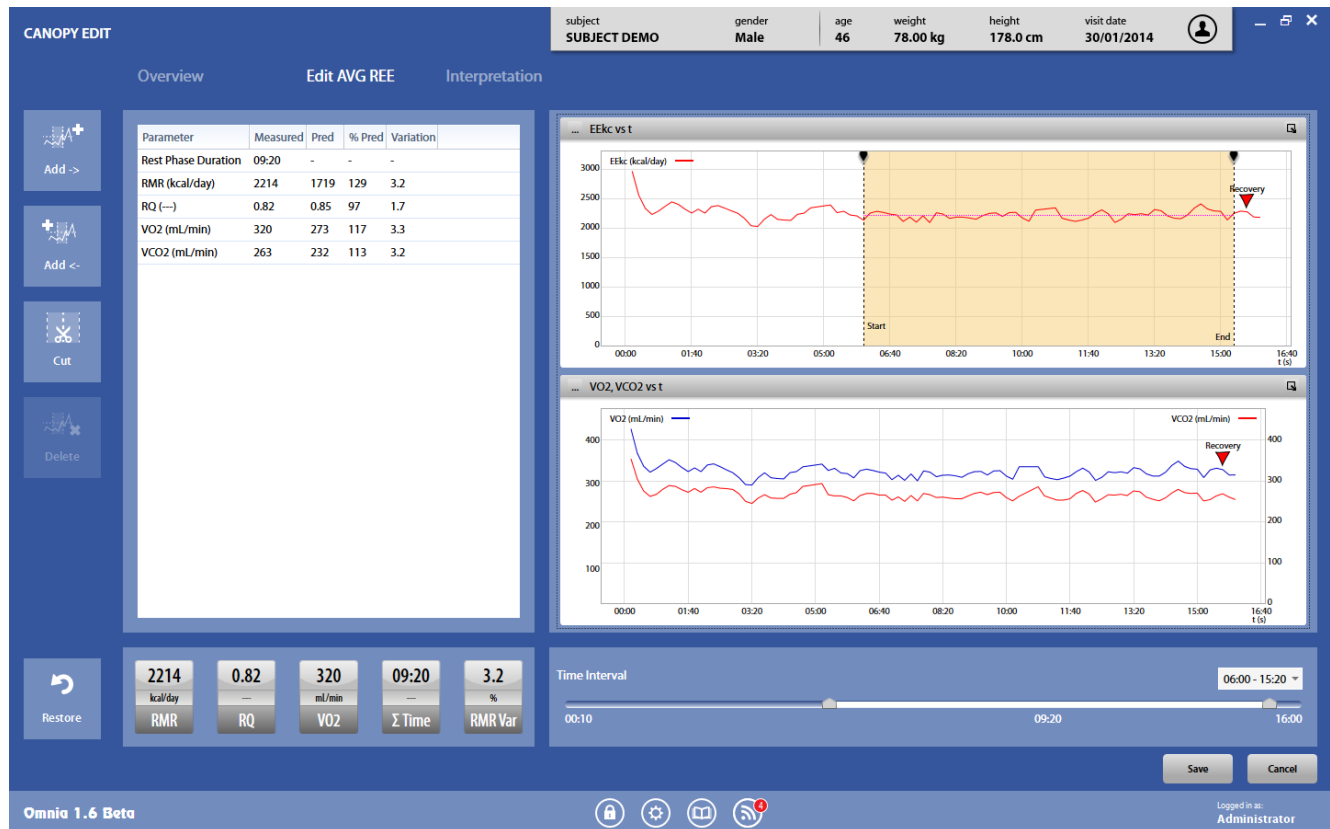 CANOPY EDIT
subject gender age weight height visit date
SUBJECT DEMO Male 46 78.00 kg 178.0 cm 30/01/2014
Overview Edit AVG REE Interpretation
Add ->
Add <-
Cut
Delete
Restore
Parameter Measured Pred % Pred Variation
Rest Phase Duration 09:20 - - -
RMR (kcal/day) 2214 1719 129 3.2
RQ (---) 0.82 0.85 97 1.7
VO2 (mL/min) 320 273 117 3.3
VCO2 (mL/min) 263 232 113 3.2
... EEkc vs t
EEkc (kcal/day)
3000
2500
2000
1500
1000
500
0
Recovery
Start
End
00:00 01:40 03:20 05:00 06:40 08:20 10:00 11:40 13:20 15:00 16:40
t (s)
... VO2, VCO2 vs t
VO2 (mL/min) VCO2 (mL/min)
Recovery
400 400
300 300
200 200
100 100
0
00:00 01:40 03:20 05:00 06:40 08:20 10:00 11:40 13:20 15:00 16:40
t (s)
2214 0.82 320 09:20 3.2
kcal/day --- ml/min --- %
RMR RQ VO2 Σ Time RMR Var
Time Interval 06:00 - 15:20
00:10 09:20 16:00
Save Cancel
Omnia 1.6 Beta
4
Logged in as:
Administrator